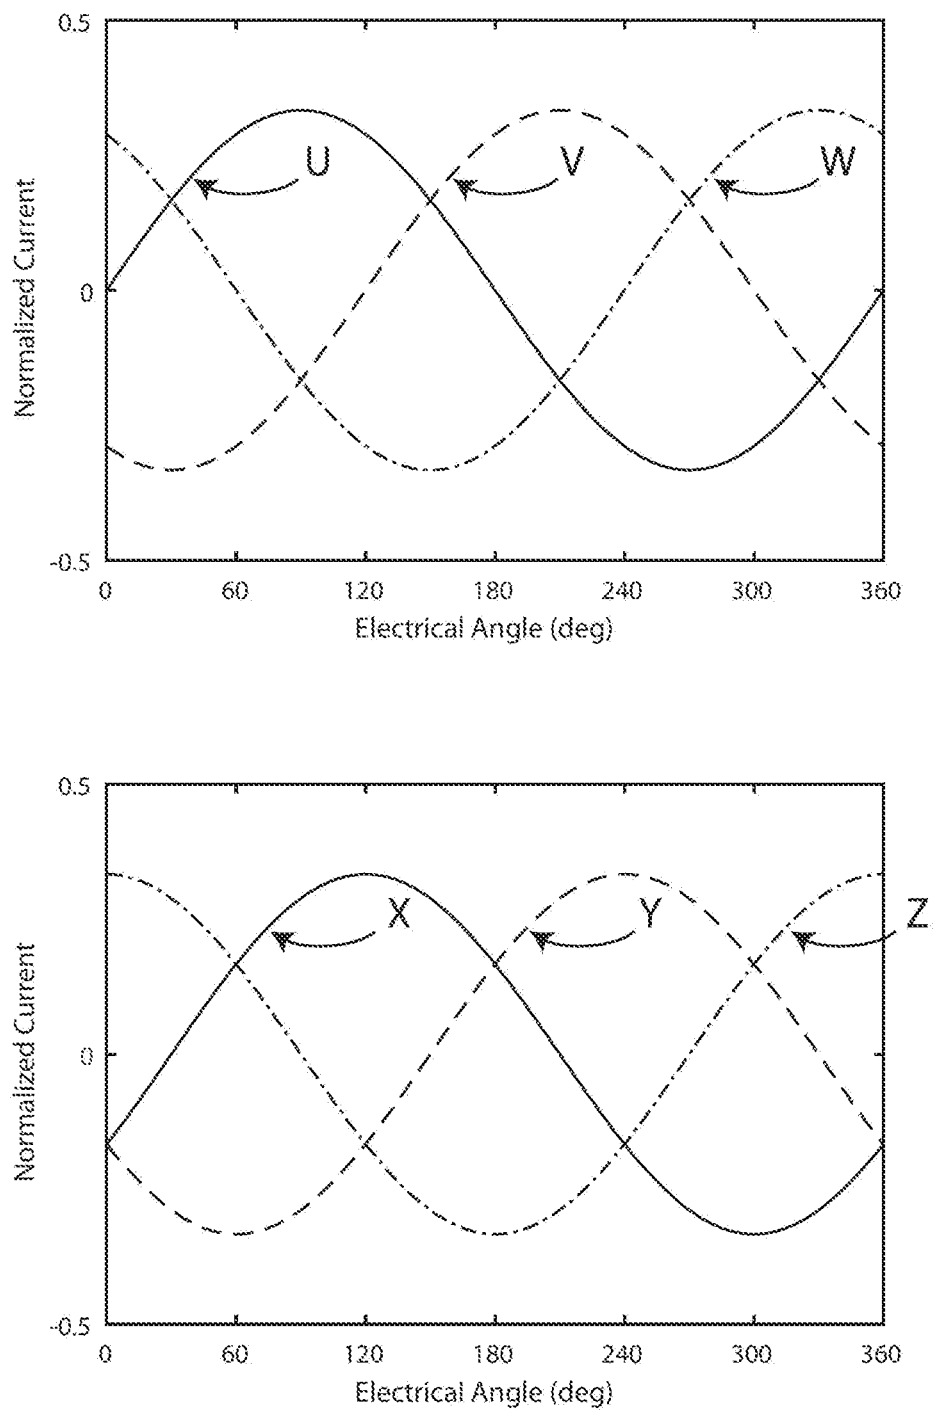 0.5
U V W
Normalized Current
0
-0.5
0 60 120 180 240 300 360
Electrical Angle (deg)
0.5
X Y Z
Normalized Current
0
-0.5
0 60 120 180 240 300 360
Electrical Angle (deg)